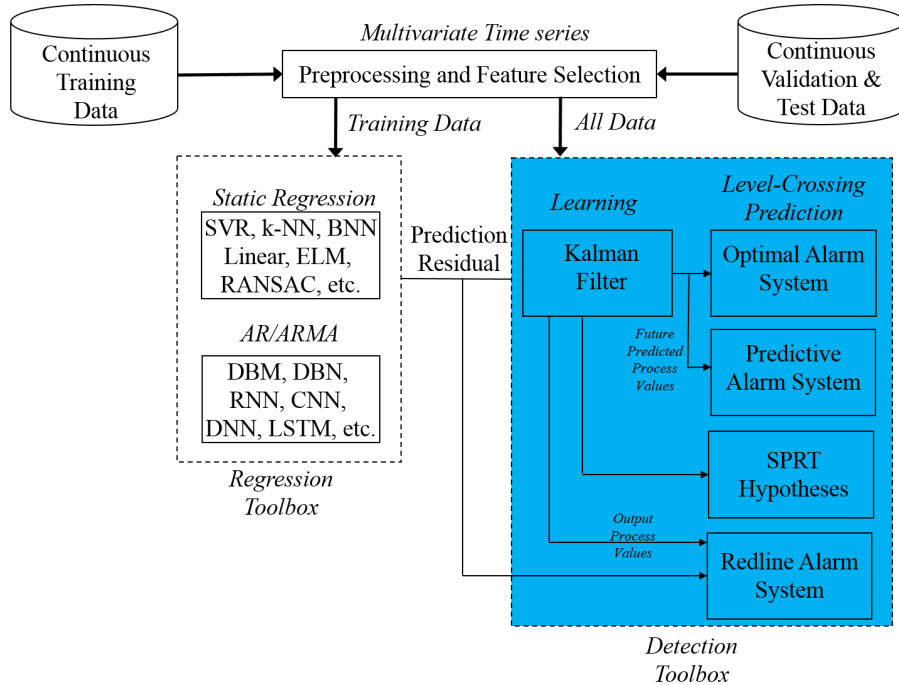 Continuous
Training
Data
Multivariate Time series
Preprocessing and Feature Selection
Continuous
Validation &
Test Data
Training Data
All Data
Static Regression
SVR, k-NN, BNN
Linear, ELM,
RANSAC, etc.
AR/ARMA
DBM, DBN,
RNN, CNN,
DNN, LSTM, etc.
Regression
Toolbox
Prediction
Residual
Learning
Kalman
Filter
Level-Crossing
Prediction
Optimal Alarm
System
Future
Predicted
Process
Values
Predictive
Alarm System
SPRT
Hypotheses
Output
Process
Values
Redline Alarm
System
Detection
Toolbox